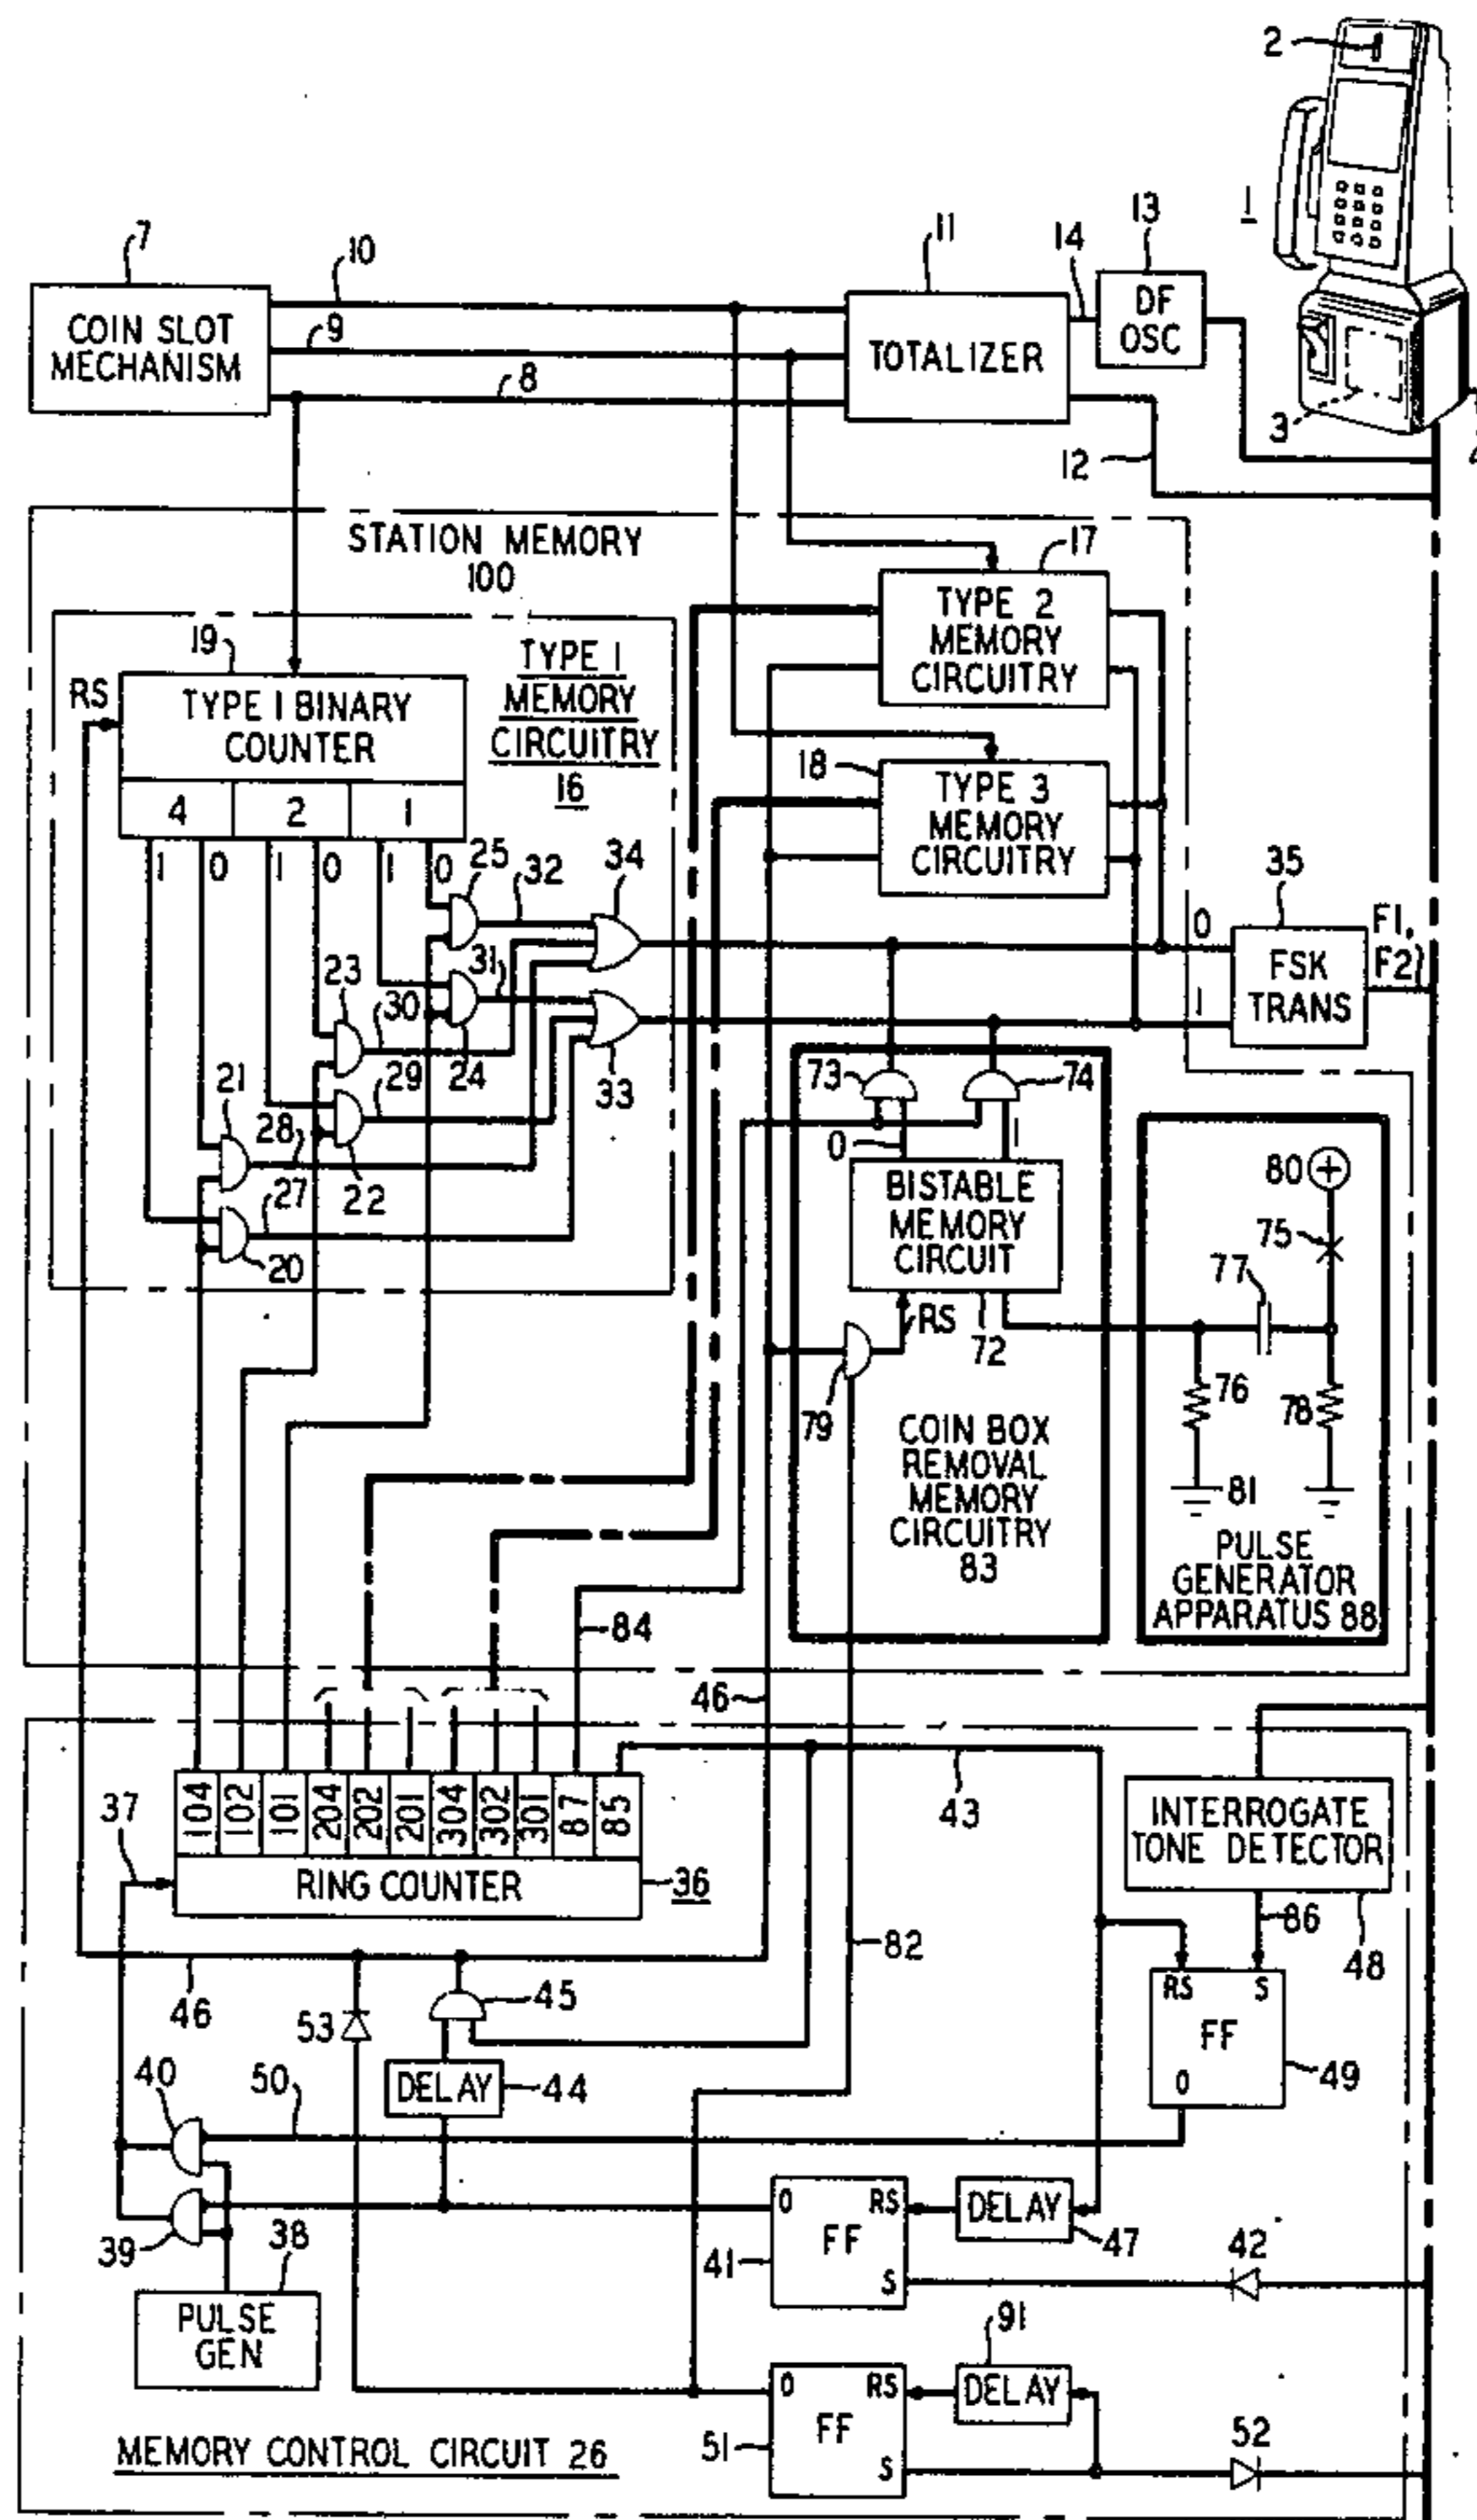 2
1
7
10
11
14
13
COIN SLOT
MECHANISM
9
8
TOTALIZER
DF
OSC
3
4
12
STATION MEMORY
100
17
TYPE 2
MEMORY
CIRCUITRY
19
TYPE 1
MEMORY
CIRCUITRY
16
RS
TYPE 1 BINARY
COUNTER
18
TYPE 3
MEMORY
CIRCUITRY
4 2 1
1 0 1 0 1 0
25
32
34
35
0
1
FSK
TRANS
F1,
F2
23
30
31
24
33
21
29
28
22
27
20
73
74
0
1
BISTABLE
MEMORY
CIRCUIT
RS
72
79
80
75
77
76
78
81
COIN BOX
REMOVAL
MEMORY
CIRCUITRY
83
PULSE
GENERATOR
APPARATUS 88
84
46
37
104 102 101 204 202 201 304 302 301 87 85
RING COUNTER
36
43
INTERROGATE
TONE DETECTOR
86
48
82
46
53
45
RS S
FF
0
49
40
50
DELAY
44
39
38
PULSE
GEN
0 RS
FF
S
41
DELAY
47
42
91
0 RS
FF
S
51
DELAY
52
MEMORY CONTROL CIRCUIT 26